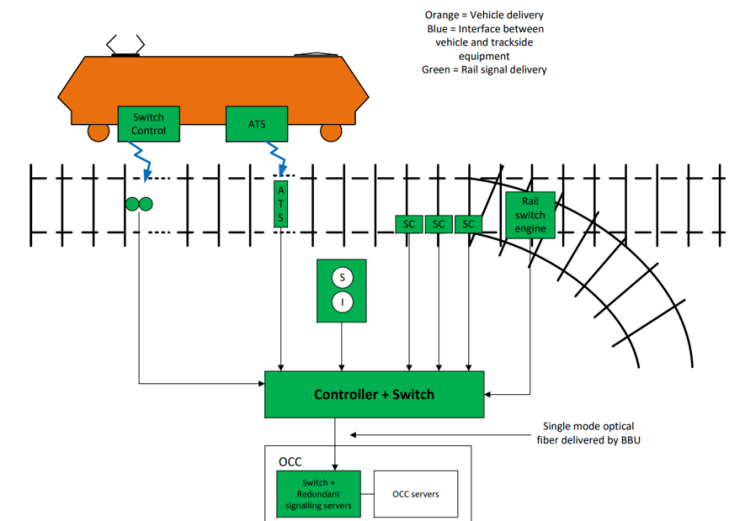 Orange = Vehicle delivery
Blue = Interface between
vehicle and trackside
equipment
Green = Rail signal delivery
Switch
Control
ATS
A
T
S
SC
SC
SC
Rail
switch
engine
S
I
Controller + Switch
Single mode optical
fiber delivered by BBU
OCC
Switch +
Redundant
signalling servers
OCC servers